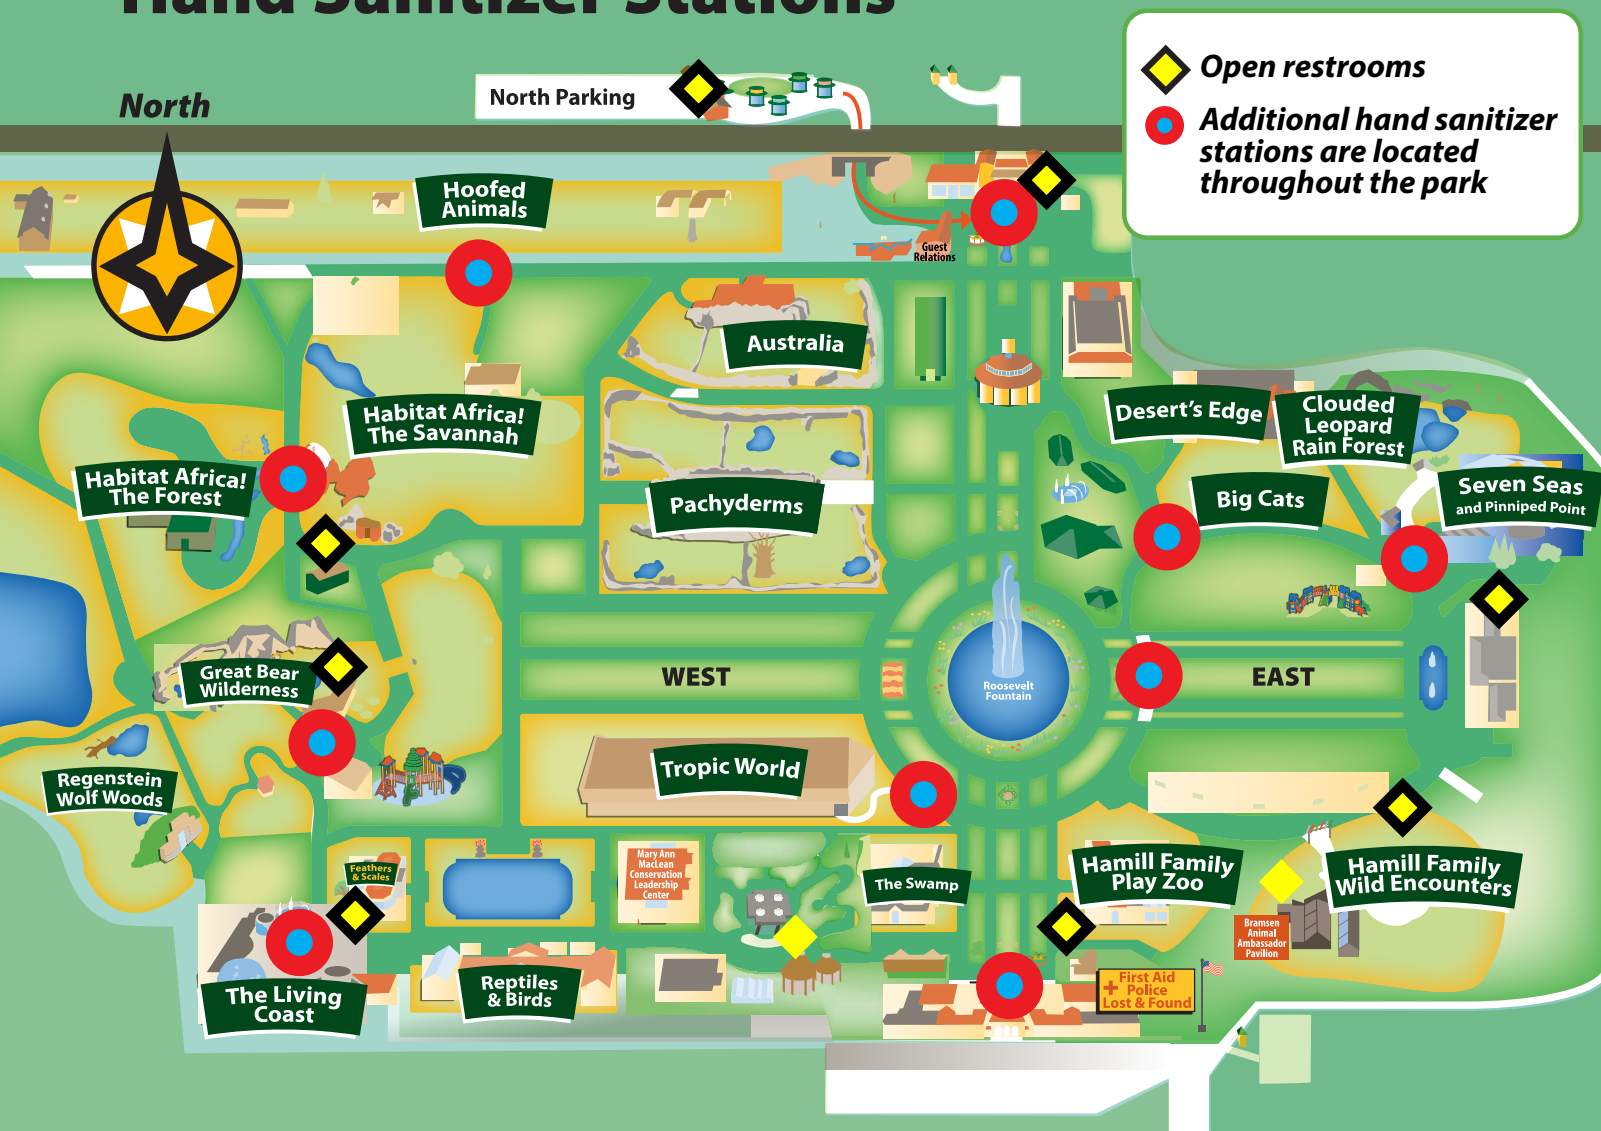 Hand Sanitizer Stations
Open restrooms
Additional hand sanitizer
stations are located
throughout the park
North
North Parking
Hoofed
Animals
Guest
Relations
Australia
Habitat Africa!
The Savannah
Desert's Edge
Clouded
Leopard
Rain Forest
Habitat Africa!
The Forest
Pachyderms
Big Cats
Seven Seas
and Pinniped Point
Great Bear
Wilderness
WEST
Roosevelt
Fountain
EAST
Regenstein
Wolf Woods
Tropic World
Feathers
& Scales
Mary Ann
MacLean
Conservation
Leadership
Center
The Swamp
Hamill Family
Play Zoo
Hamill Family
Wild Encounters
Bramsen
Animal
Ambassador
Pavilion
The Living
Coast
Reptiles
& Birds
First Aid
Police
Lost & Found